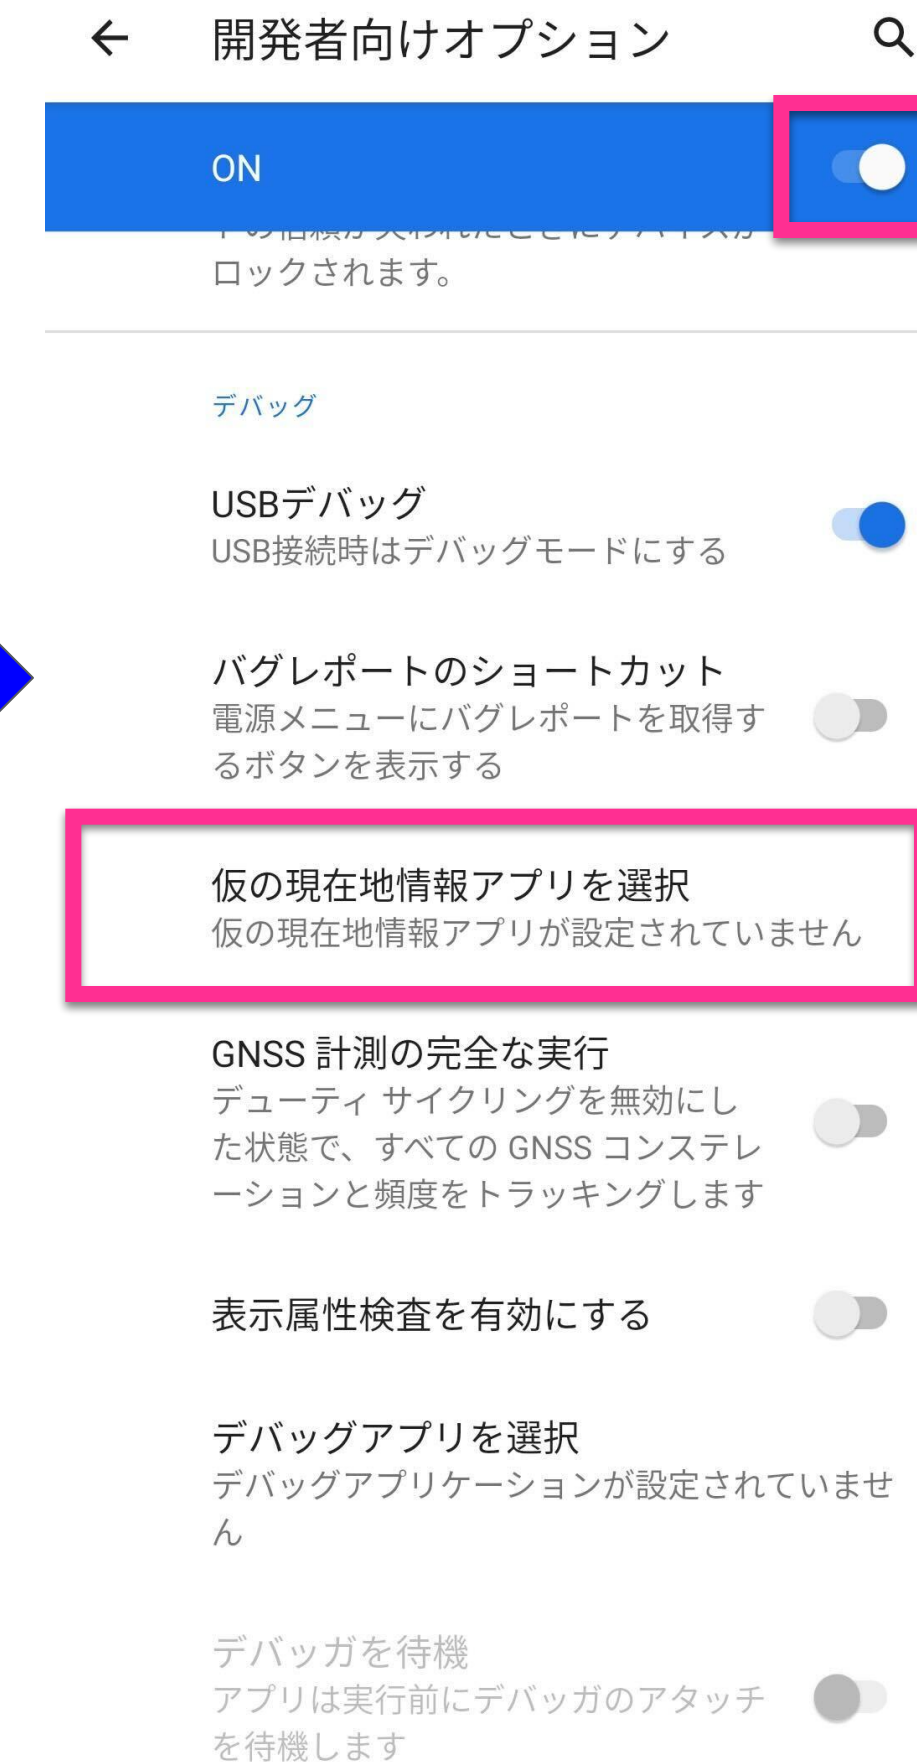 開発者向けオプション
ON
ロックされます。
デバッグ
USBデバッグ
USB接続時はデバッグモードにする
バグレポートのショートカット
電源メニューにバグレポートを取得す
るボタンを表示する
仮の現在地情報アプリを選択
仮の現在地情報アプリが設定されていません
GNSS 計測の完全な実行
デューティ サイクリングを無効にし
た状態で、すべての GNSS コンステレ
ーションと頻度をトラッキングします
表示属性検査を有効にする
デバッグアプリを選択
デバッグアプリケーションが設定されていませ
ん
デバッガを待機
アプリは実行前にデバッガのアタッチ
を待機します